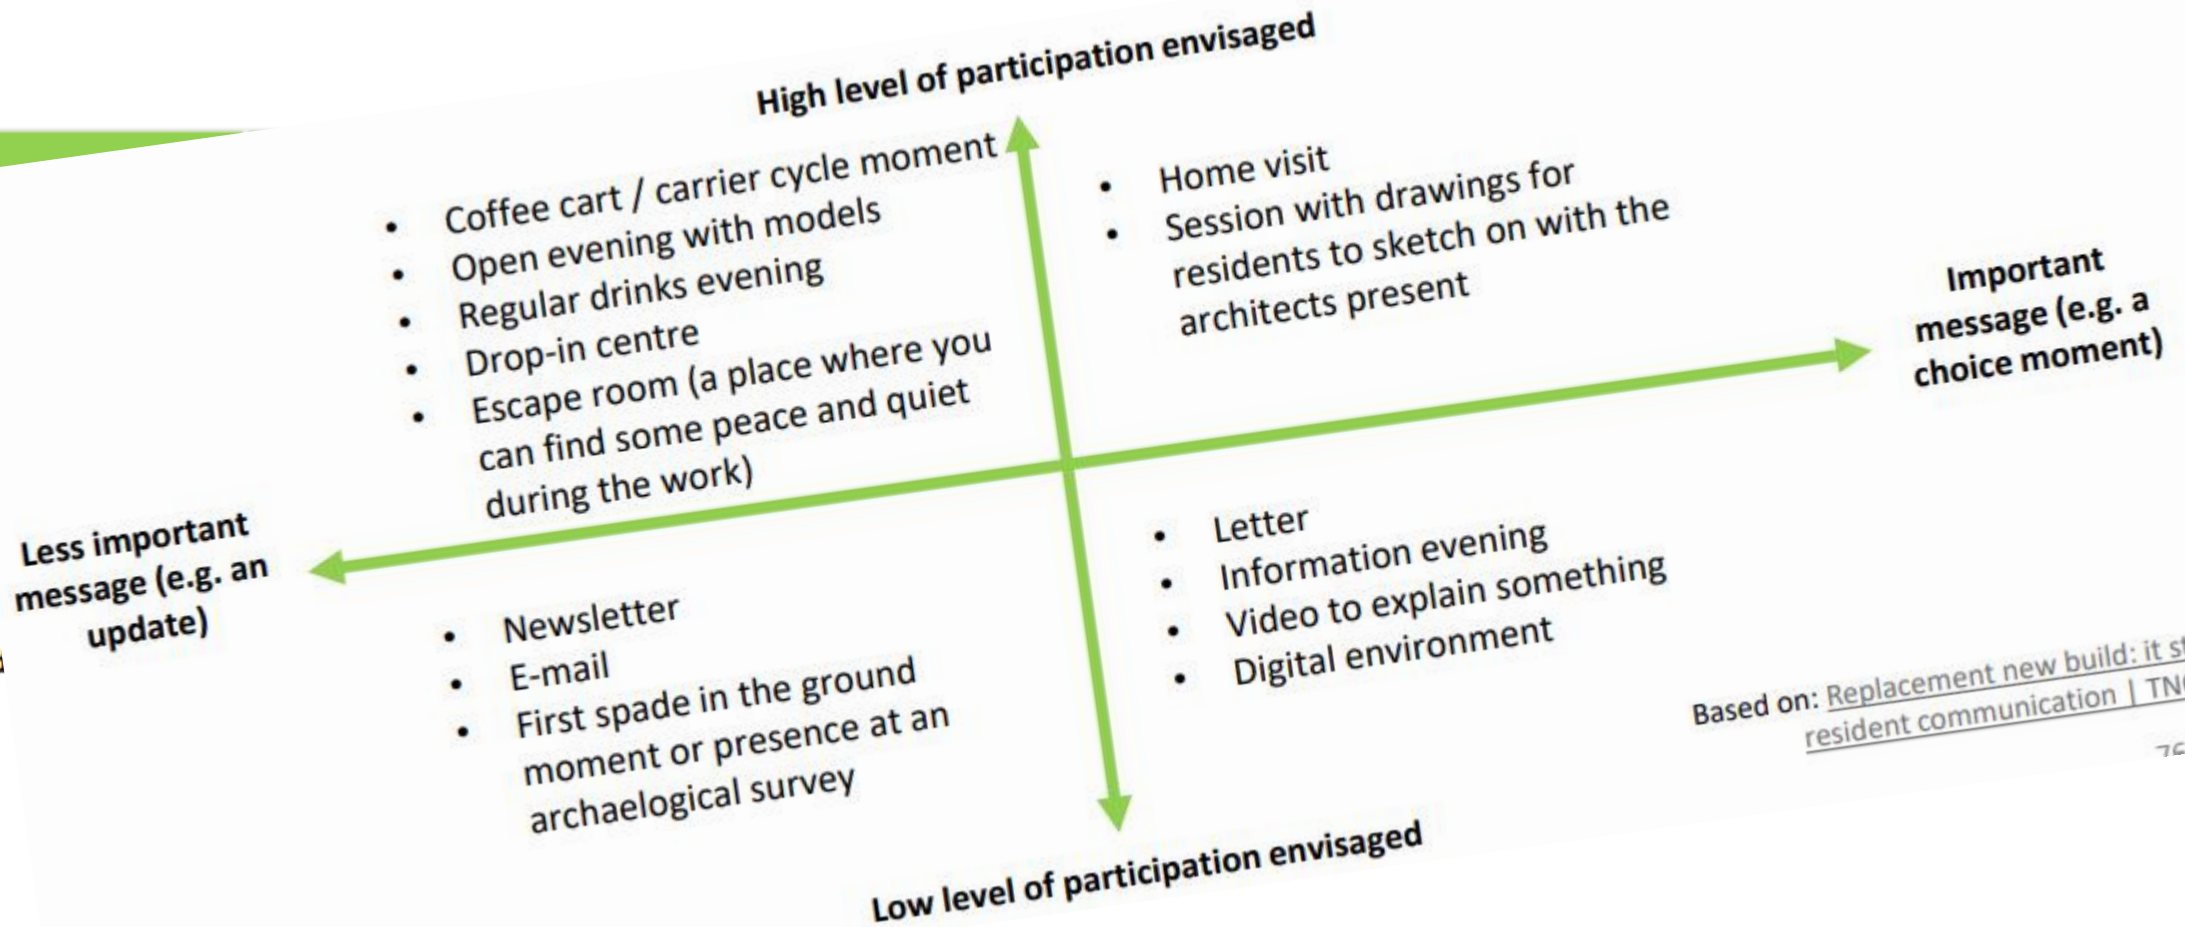 High level of participation envisaged
• Coffee cart / carrier cycle moment
• Open evening with models
• Regular drinks evening
• Drop-in centre
• Escape room (a place where you
can find some peace and quiet
during the work)
• Home visit
• Session with drawings for
residents to sketch on with the
architects present
Important
message (e.g. a
choice moment)
Less important
message (e.g. an
update)
• Newsletter
• E-mail
• First spade in the ground
moment or presence at an
archaelogical survey
• Letter
• Information evening
• Video to explain something
• Digital environment
Based on: Replacement new build: it
resident communication |
Low level of participation envisaged